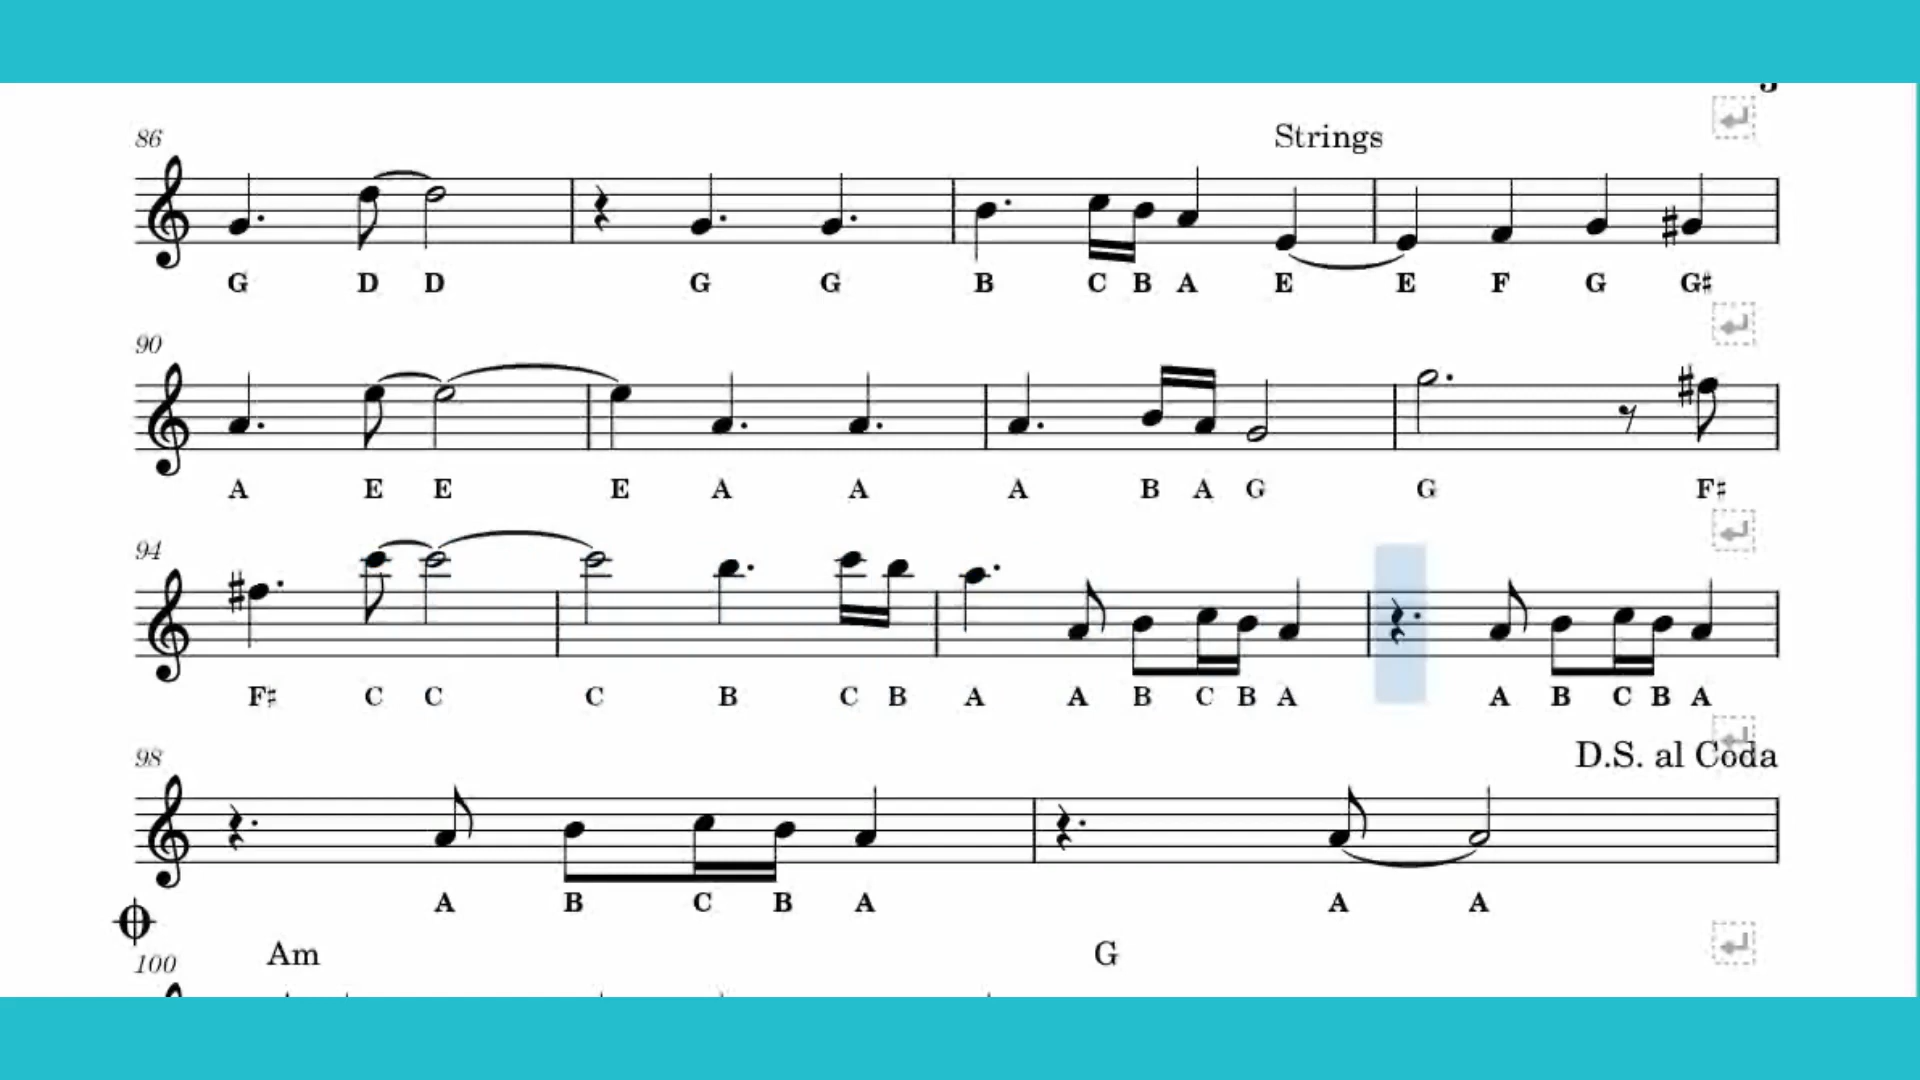 86
Strings
G D D G G B C B A E E F G G♯
90
A E E E A A A B A G G F♯
94
F♯ C C C B C B A A B C B A A B C B A
98
D.S. al Coda
A B C B A A A
100
Am G